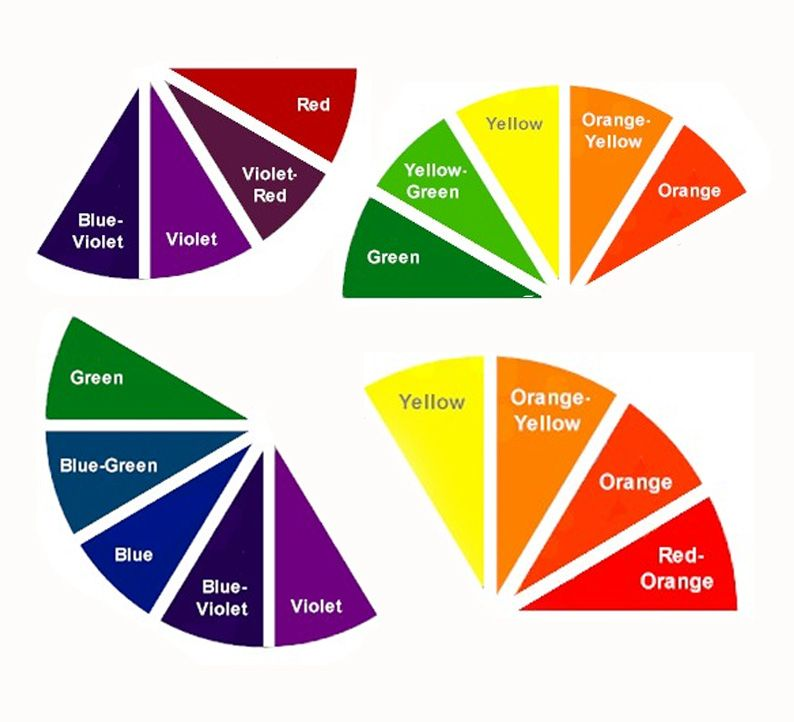 Red
Violet-
Red
Violet
Blue-
Violet
Yellow
Orange-
Yellow
Yellow-
Green
Orange
Green
Green
Blue-Green
Blue
Blue-
Violet
Violet
Yellow
Orange-
Yellow
Orange
Red-
Orange